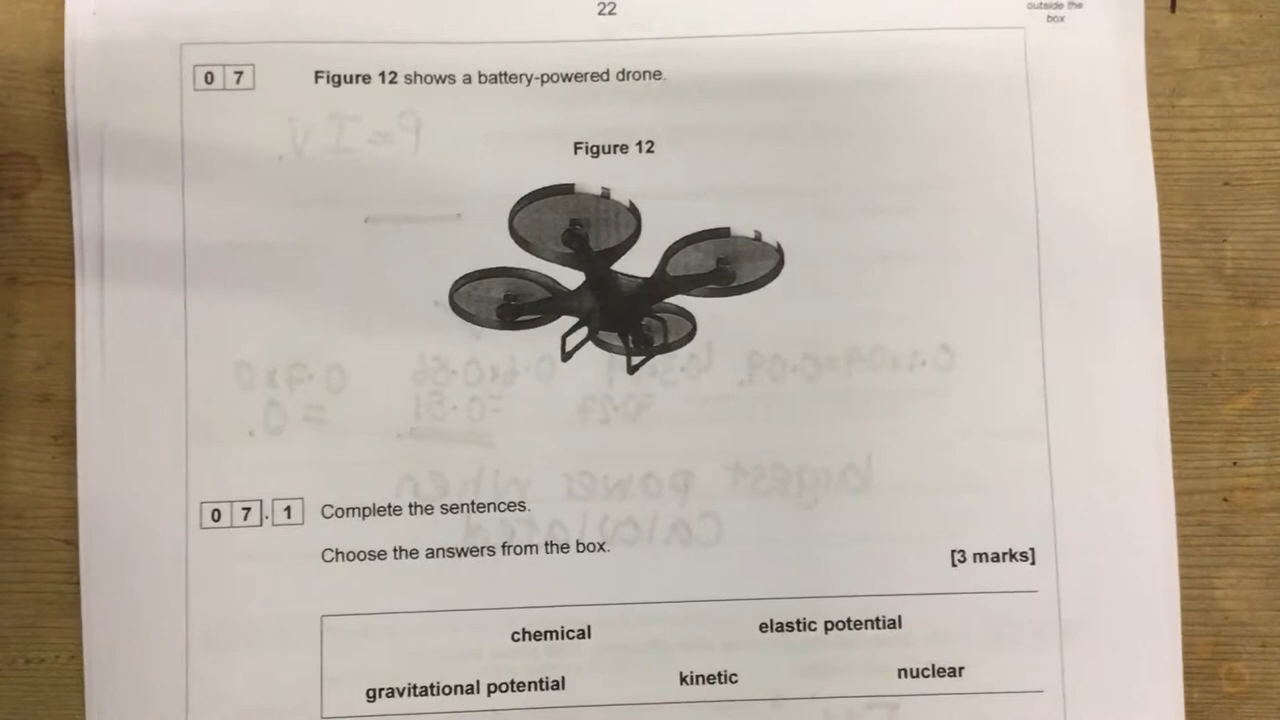 22
outside the
box
0 7 Figure 12 shows a battery-powered drone.
P=IV
Figure 12
0 7 . 1 Complete the sentences.
Choose the answers from the box.
[3 marks]
chemical elastic potential
gravitational potential kinetic nuclear